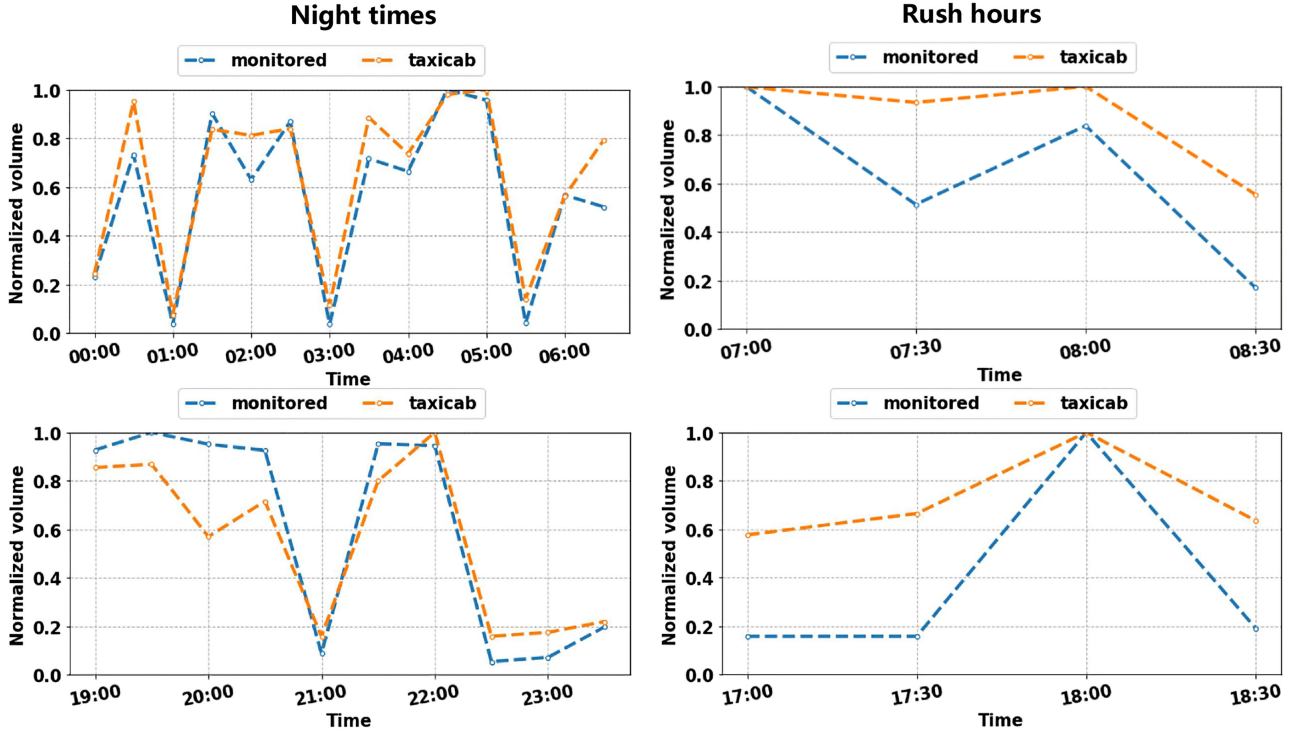 Night times
monitored taxicab
Normalized volume
1.0
0.8
0.6
0.4
0.2
0.0
00:00 01:00 02:00 03:00 04:00 05:00 06:00
Time
Rush hours
monitored taxicab
Normalized volume
1.0
0.8
0.6
0.4
0.2
0.0
07:00 07:30 08:00 08:30
Time
monitored taxicab
Normalized volume
1.0
0.8
0.6
0.4
0.2
0.0
19:00 20:00 21:00 22:00 23:00
Time
monitored taxicab
Normalized volume
1.0
0.8
0.6
0.4
0.2
0.0
17:00 17:30 18:00 18:30
Time